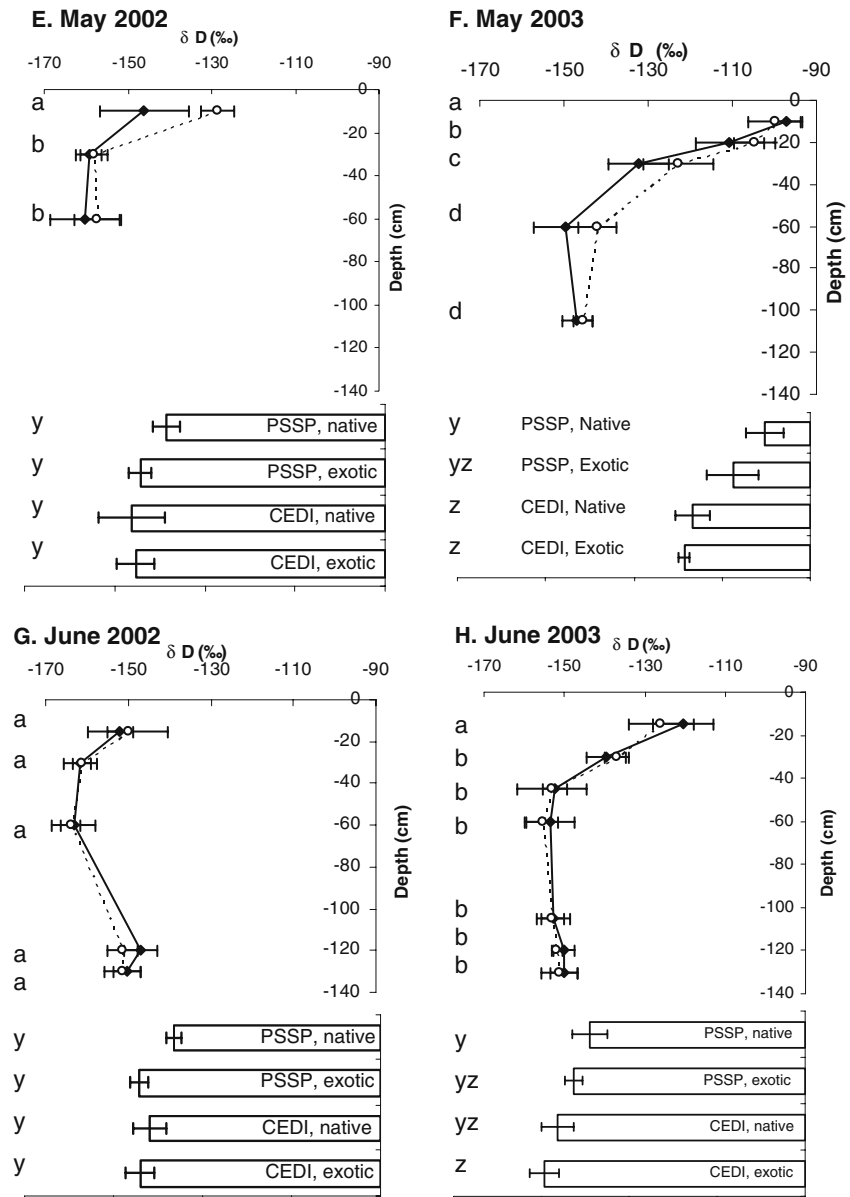 E. May 2002
δ D (‰)
-170 -150 -130 -110 -90
0
-20
-40
-60
-80
-100
-120
-140
Depth (cm)
a
b
b
y PSSP, native
y PSSP, exotic
y CEDI, native
y CEDI, exotic
F. May 2003
δ D (‰)
-170 -150 -130 -110 -90
0
-20
-40
-60
-80
-100
-120
-140
Depth (cm)
a
b
c
d
d
y PSSP, Native
yz PSSP, Exotic
z CEDI, Native
z CEDI, Exotic
G. June 2002
δ D (‰)
-170 -150 -130 -110 -90
0
-20
-40
-60
-80
-100
-120
-140
Depth (cm)
a
a
a
a
a
y PSSP, native
y PSSP, exotic
y CEDI, native
y CEDI, exotic
H. June 2003
δ D (‰)
-170 -150 -130 -110 -90
0
-20
-40
-60
-80
-100
-120
-140
Depth (cm)
a
b
b
b
b
b
b
y PSSP, native
yz PSSP, exotic
yz CEDI, native
z CEDI, exotic